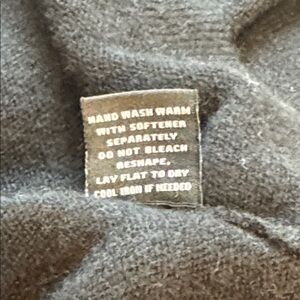 HAND WASH WARM
WITH SOFTENER
SEPARATELY
DO NOT BLEACH
RESHAPE,
LAY FLAT TO DRY
COOL IRON IF NEEDED